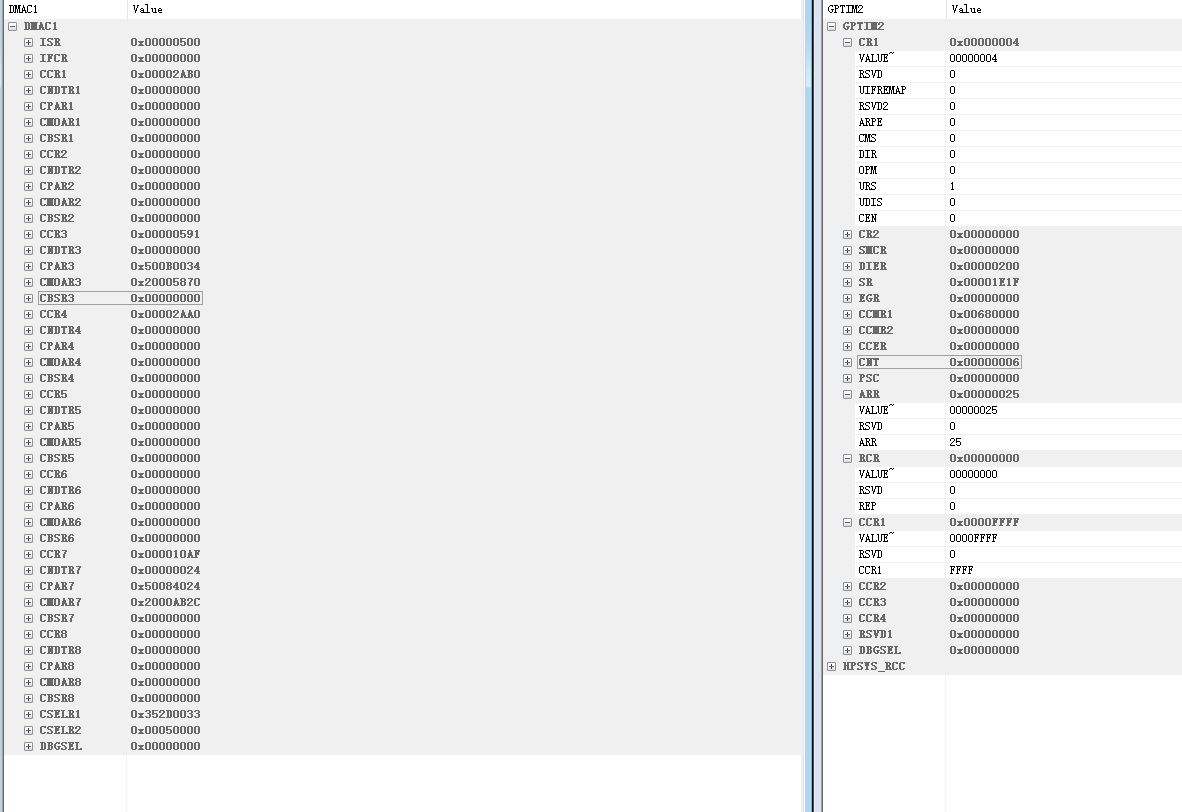 DMAC1 Value
DMAC1
ISR 0x00000500
IFCR 0x00000000
CCR1 0x00002AB0
CNDTR1 0x00000000
CPAR1 0x00000000
CM0AR1 0x00000000
CBSR1 0x00000000
CCR2 0x00000000
CNDTR2 0x00000000
CPAR2 0x00000000
CM0AR2 0x00000000
CBSR2 0x00000000
CCR3 0x00000591
CNDTR3 0x00000000
CPAR3 0x500B0034
CM0AR3 0x20005870
CBSR3 0x00000000
CCR4 0x00002AA0
CNDTR4 0x00000000
CPAR4 0x00000000
CM0AR4 0x00000000
CBSR4 0x00000000
CCR5 0x00000000
CNDTR5 0x00000000
CPAR5 0x00000000
CM0AR5 0x00000000
CBSR5 0x00000000
CCR6 0x00000000
CNDTR6 0x00000000
CPAR6 0x00000000
CM0AR6 0x00000000
CBSR6 0x00000000
CCR7 0x000010AF
CNDTR7 0x00000024
CPAR7 0x50084024
CM0AR7 0x2000AB2C
CBSR7 0x00000000
CCR8 0x00000000
CNDTR8 0x00000000
CPAR8 0x00000000
CM0AR8 0x00000000
CBSR8 0x00000000
CSELR1 0x352D0033
CSELR2 0x00050000
DBGSEL 0x00000000
GPTIM2 Value
GPTIM2
CR1 0x00000004
VALUE~ 00000004
RSVD 0
UIFREMAP 0
RSVD2 0
ARPE 0
CMS 0
DIR 0
OPM 0
URS 1
UDIS 0
CEN 0
CR2 0x00000000
SMCR 0x00000000
DIER 0x00000200
SR 0x00001E1F
EGR 0x00000000
CCMR1 0x00680000
CCMR2 0x00000000
CCER 0x00000000
CNT 0x00000006
PSC 0x00000000
ARR 0x00000025
VALUE~ 00000025
RSVD 0
ARR 25
RCR 0x00000000
VALUE~ 00000000
RSVD 0
REP 0
CCR1 0x0000FFFF
VALUE~ 0000FFFF
RSVD 0
CCR1 FFFF
CCR2 0x00000000
CCR3 0x00000000
CCR4 0x00000000
RSVD1 0x00000000
DBGSEL 0x00000000
HPSYS_RCC